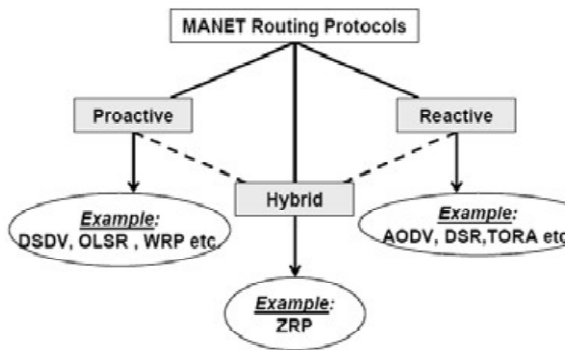 MANET Routing Protocols
Proactive
Reactive
Hybrid
Example:
DSDV, OLSR , WRP etc.
Example:
AODV, DSR,TORA etc
Example:
ZRP